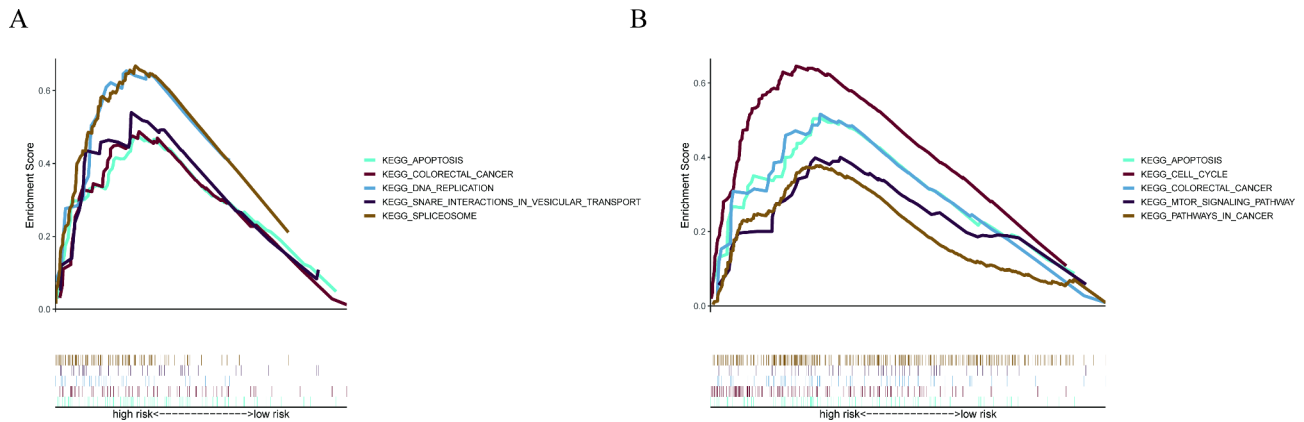 A
Enrichment Score
0.6
0.4
0.2
0.0
KEGG_APOPTOSIS
KEGG_COLORECTAL_CANCER
KEGG_DNA_REPLICATION
KEGG_SNARE_INTERACTIONS_IN_VESICULAR_TRANSPORT
KEGG_SPLICEOSOME
high risk<-------------->low risk
B
Enrichment Score
0.6
0.4
0.2
0.0
KEGG_APOPTOSIS
KEGG_CELL_CYCLE
KEGG_COLORECTAL_CANCER
KEGG_MTOR_SIGNALING_PATHWAY
KEGG_PATHWAYS_IN_CANCER
high risk<-------------->low risk